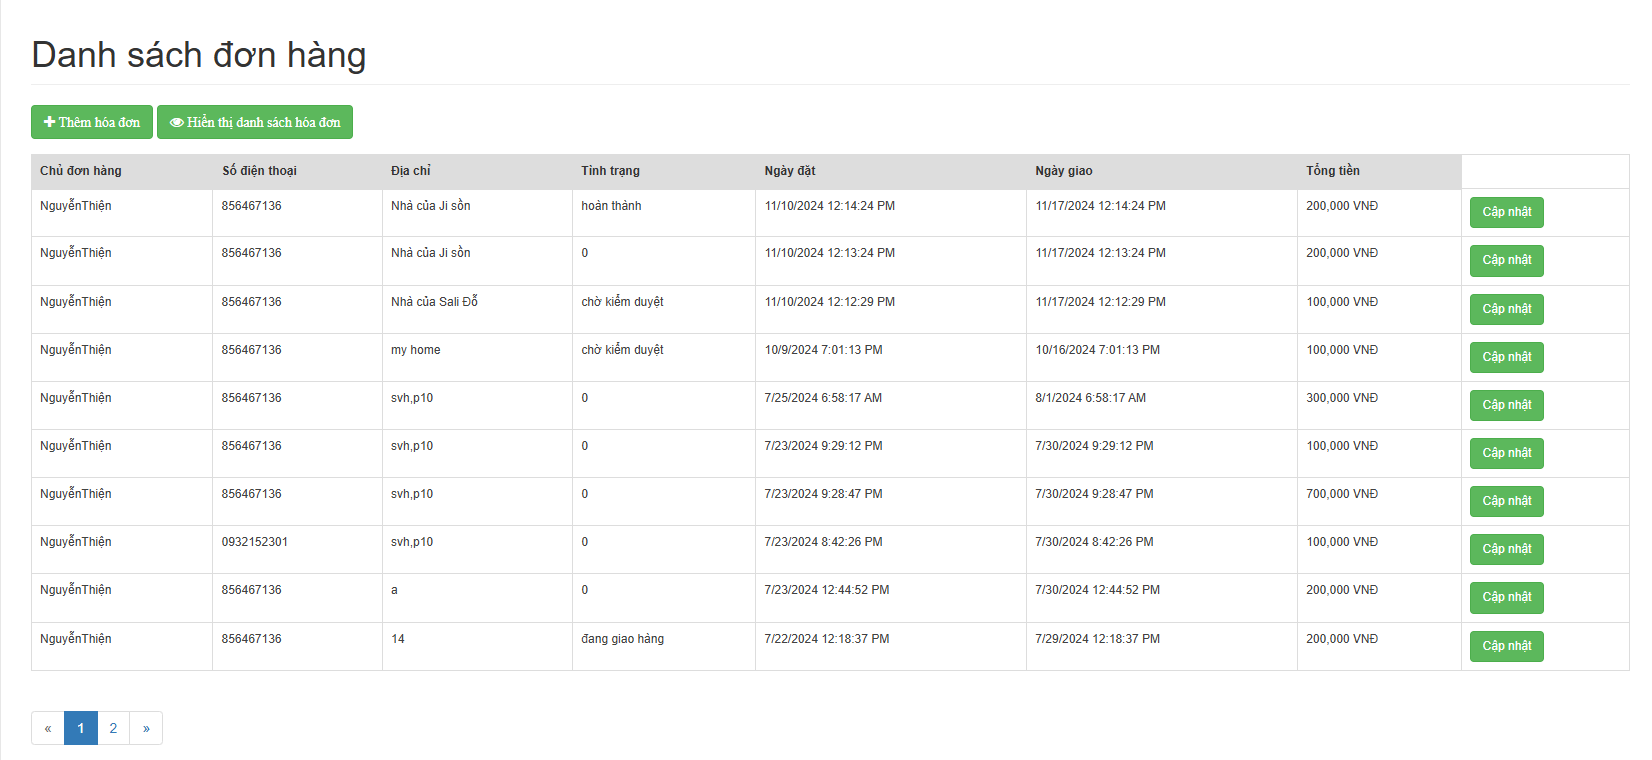 Danh sách đơn hàng
Thêm hóa đơn Hiển thị danh sách hóa đơn
Chủ đơn hàng Số điện thoại Địa chỉ Tình trạng Ngày đặt Ngày giao Tổng tiền
NguyễnThiện 856467136 Nhà của Ji sồn hoàn thành 11/10/2024 12:14:24 PM 11/17/2024 12:14:24 PM 200,000 VNĐ Cập nhật
NguyễnThiện 856467136 Nhà của Ji sồn 0 11/10/2024 12:13:24 PM 11/17/2024 12:13:24 PM 200,000 VNĐ Cập nhật
NguyễnThiện 856467136 Nhà của Sali Đỗ chờ kiểm duyệt 11/10/2024 12:12:29 PM 11/17/2024 12:12:29 PM 100,000 VNĐ Cập nhật
NguyễnThiện 856467136 my home chờ kiểm duyệt 10/9/2024 7:01:13 PM 10/16/2024 7:01:13 PM 100,000 VNĐ Cập nhật
NguyễnThiện 856467136 svh,p10 0 7/25/2024 6:58:17 AM 8/1/2024 6:58:17 AM 300,000 VNĐ Cập nhật
NguyễnThiện 856467136 svh,p10 0 7/23/2024 9:29:12 PM 7/30/2024 9:29:12 PM 100,000 VNĐ Cập nhật
NguyễnThiện 856467136 svh,p10 0 7/23/2024 9:28:47 PM 7/30/2024 9:28:47 PM 700,000 VNĐ Cập nhật
NguyễnThiện 0932152301 svh,p10 0 7/23/2024 8:42:26 PM 7/30/2024 8:42:26 PM 100,000 VNĐ Cập nhật
NguyễnThiện 856467136 a 0 7/23/2024 12:44:52 PM 7/30/2024 12:44:52 PM 200,000 VNĐ Cập nhật
NguyễnThiện 856467136 14 đang giao hàng 7/22/2024 12:18:37 PM 7/29/2024 12:18:37 PM 200,000 VNĐ Cập nhật
« 1 2 »